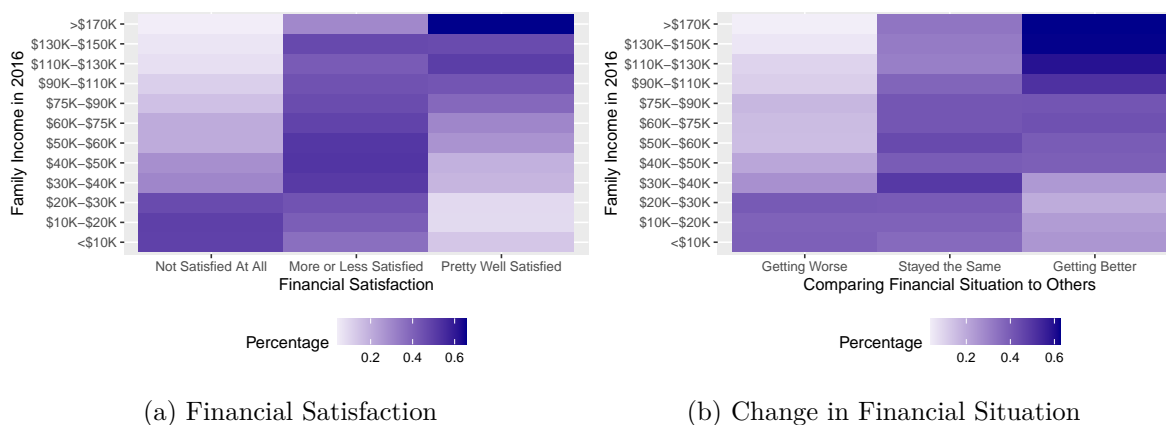 Family Income in 2016
>$170K
$130K−$150K
$110K−$130K
$90K−$110K
$75K−$90K
$60K−$75K
$50K−$60K
$40K−$50K
$30K−$40K
$20K−$30K
$10K−$20K
<$10K
Not Satisfied At All More or Less Satisfied Pretty Well Satisfied
Financial Satisfaction
Percentage
0.2 0.4 0.6
(a) Financial Satisfaction
Family Income in 2016
>$170K
$130K−$150K
$110K−$130K
$90K−$110K
$75K−$90K
$60K−$75K
$50K−$60K
$40K−$50K
$30K−$40K
$20K−$30K
$10K−$20K
<$10K
Getting Worse Stayed the Same Getting Better
Comparing Financial Situation to Others
Percentage
0.2 0.4 0.6
(b) Change in Financial Situation